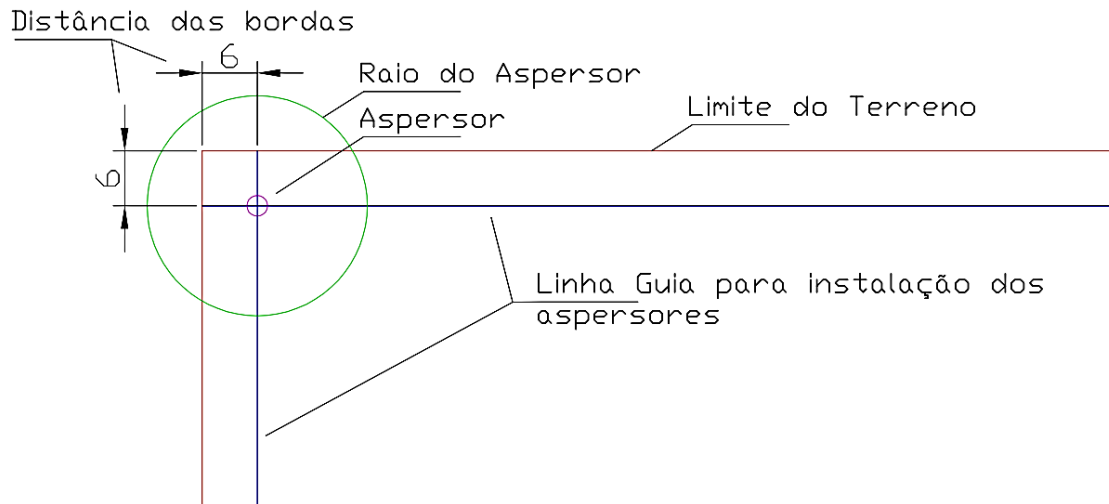 Distância das bordas
6
Raio do Aspersor
Aspersor
Limite do Terreno
6
Linha Guia para instalação dos
aspersores